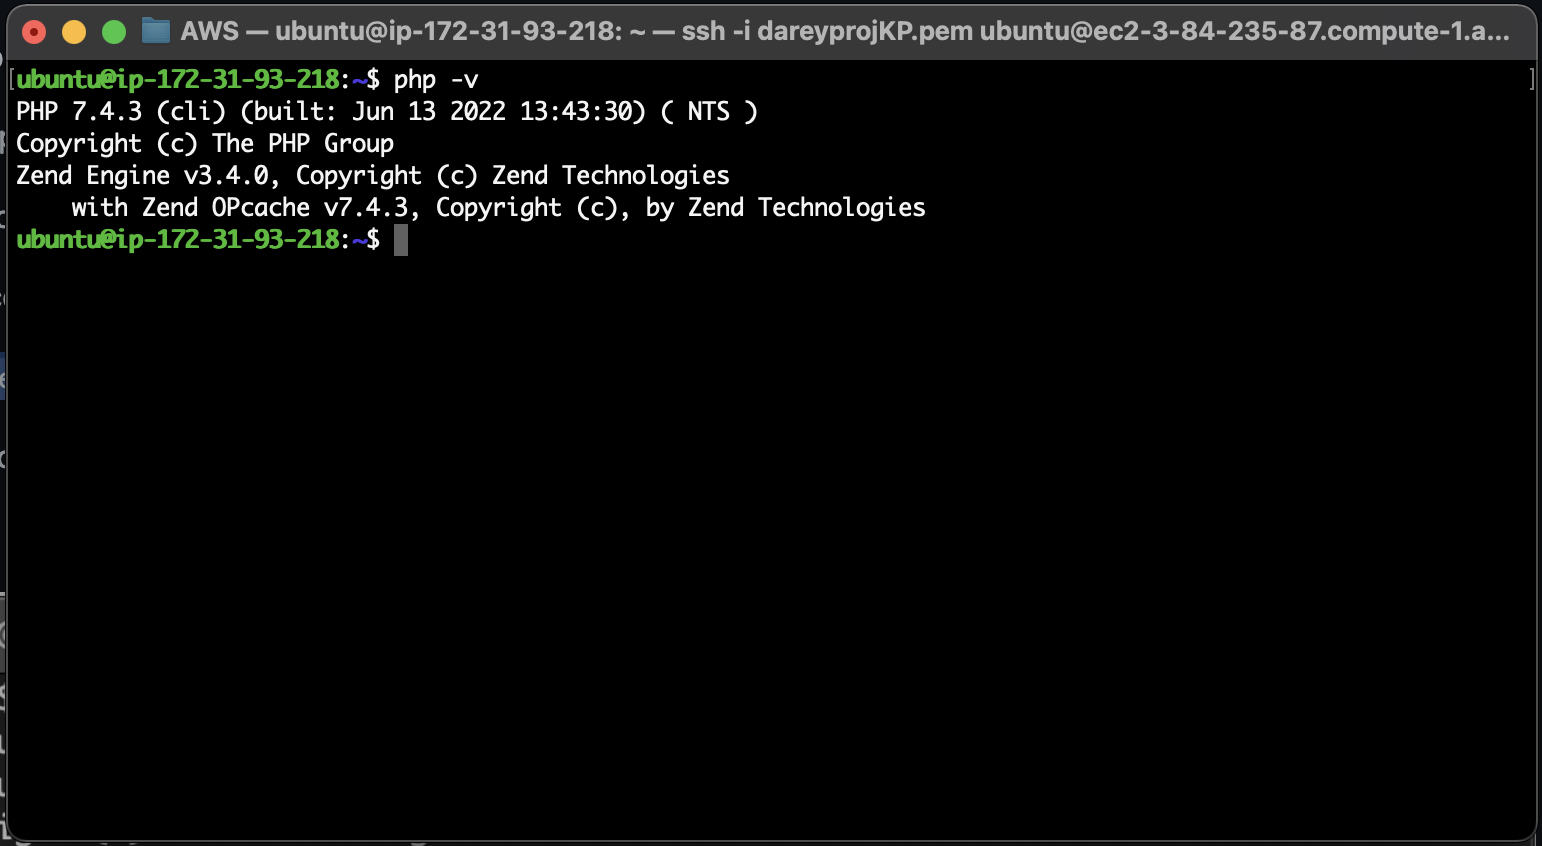 AWS — ubuntu@ip-172-31-93-218: ~ — ssh -i dareyprojKP.pem ubuntu@ec2-3-84-235-87.compute-1.a...
[ubuntu@ip-172-31-93-218:~$ php -v ]
PHP 7.4.3 (cli) (built: Jun 13 2022 13:43:30) ( NTS )
Copyright (c) The PHP Group
Zend Engine v3.4.0, Copyright (c) Zend Technologies
    with Zend OPcache v7.4.3, Copyright (c), by Zend Technologies
ubuntu@ip-172-31-93-218:~$